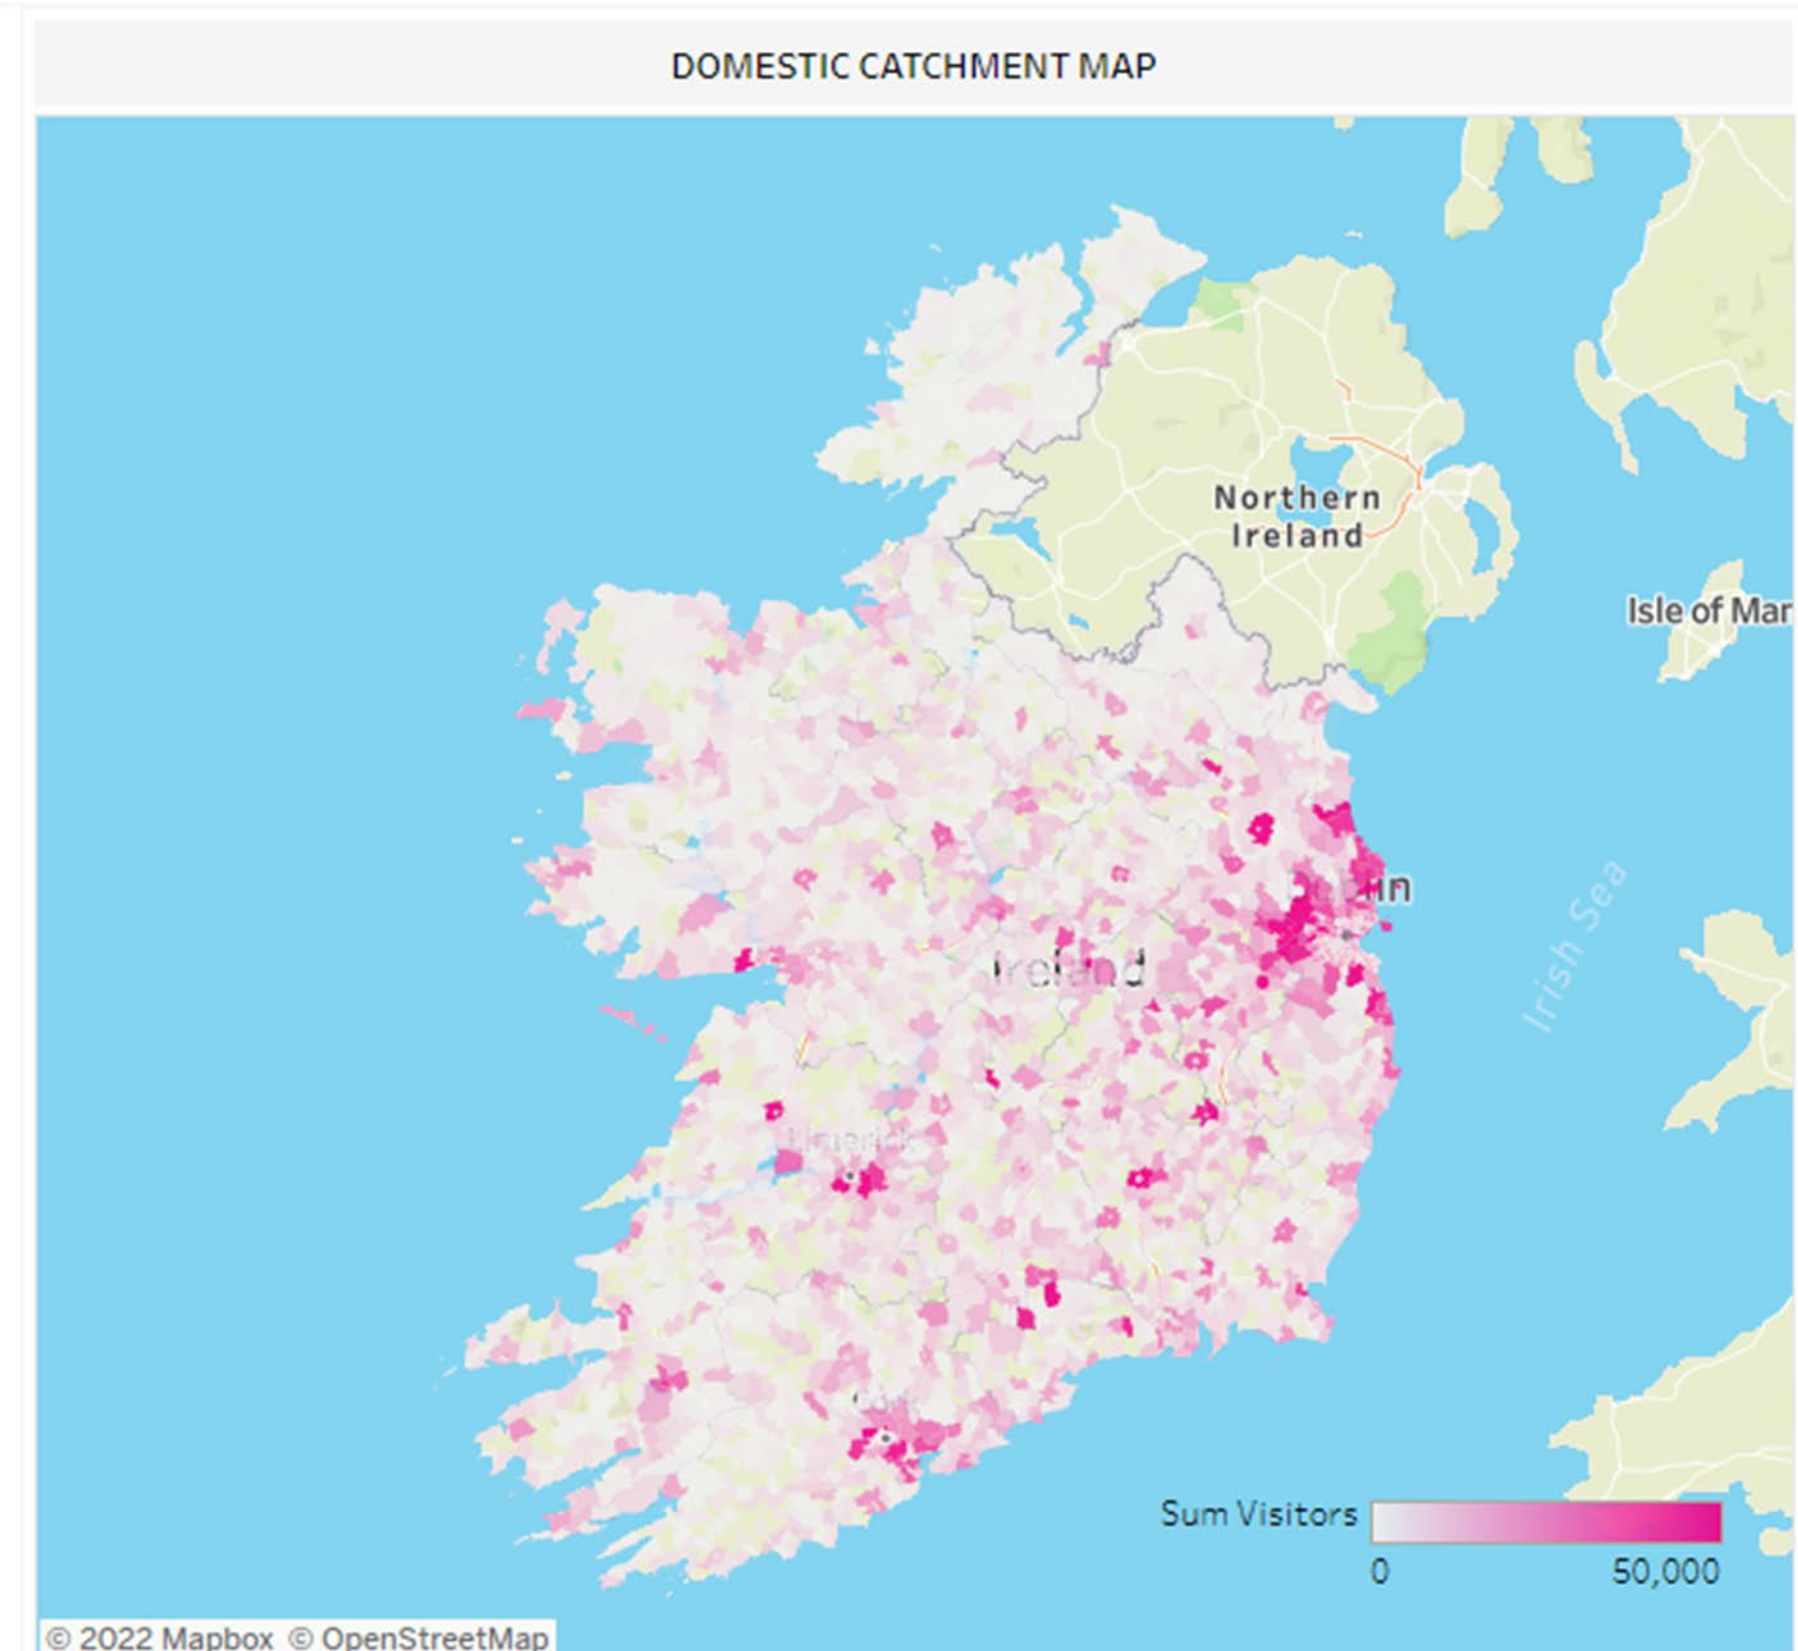 DOMESTIC CATCHMENT MAP
Northern
Ireland
Isle of Mar
Irish Sea
Ireland
Limerick
Sum Visitors
0 50,000
© 2022 Mapbox © OpenStreetMap